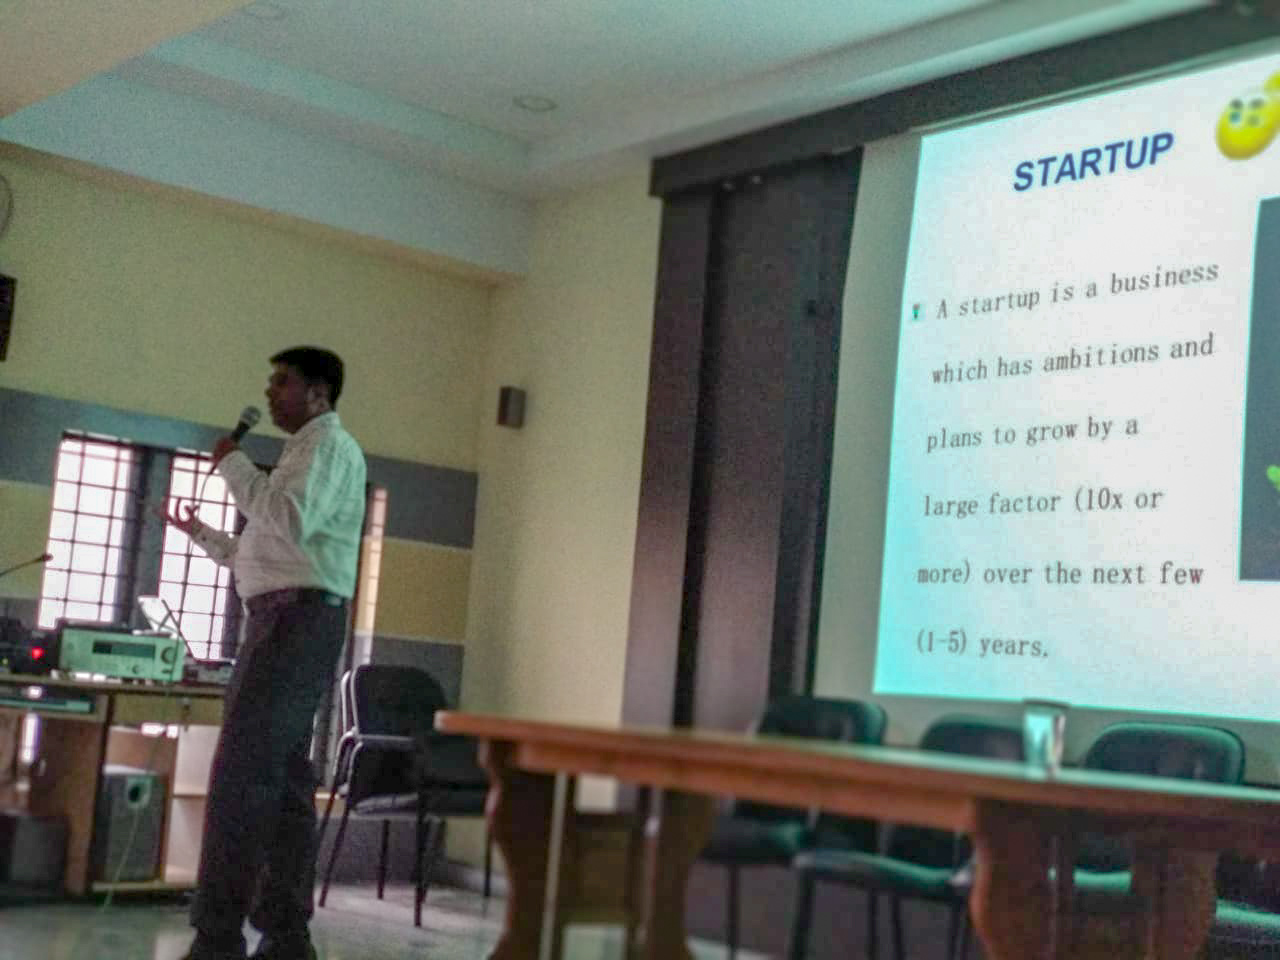 STARTUP
A startup is a business
which has ambitions and
plans to grow by a
large factor (10x or
more) over the next few
(1-5) years.